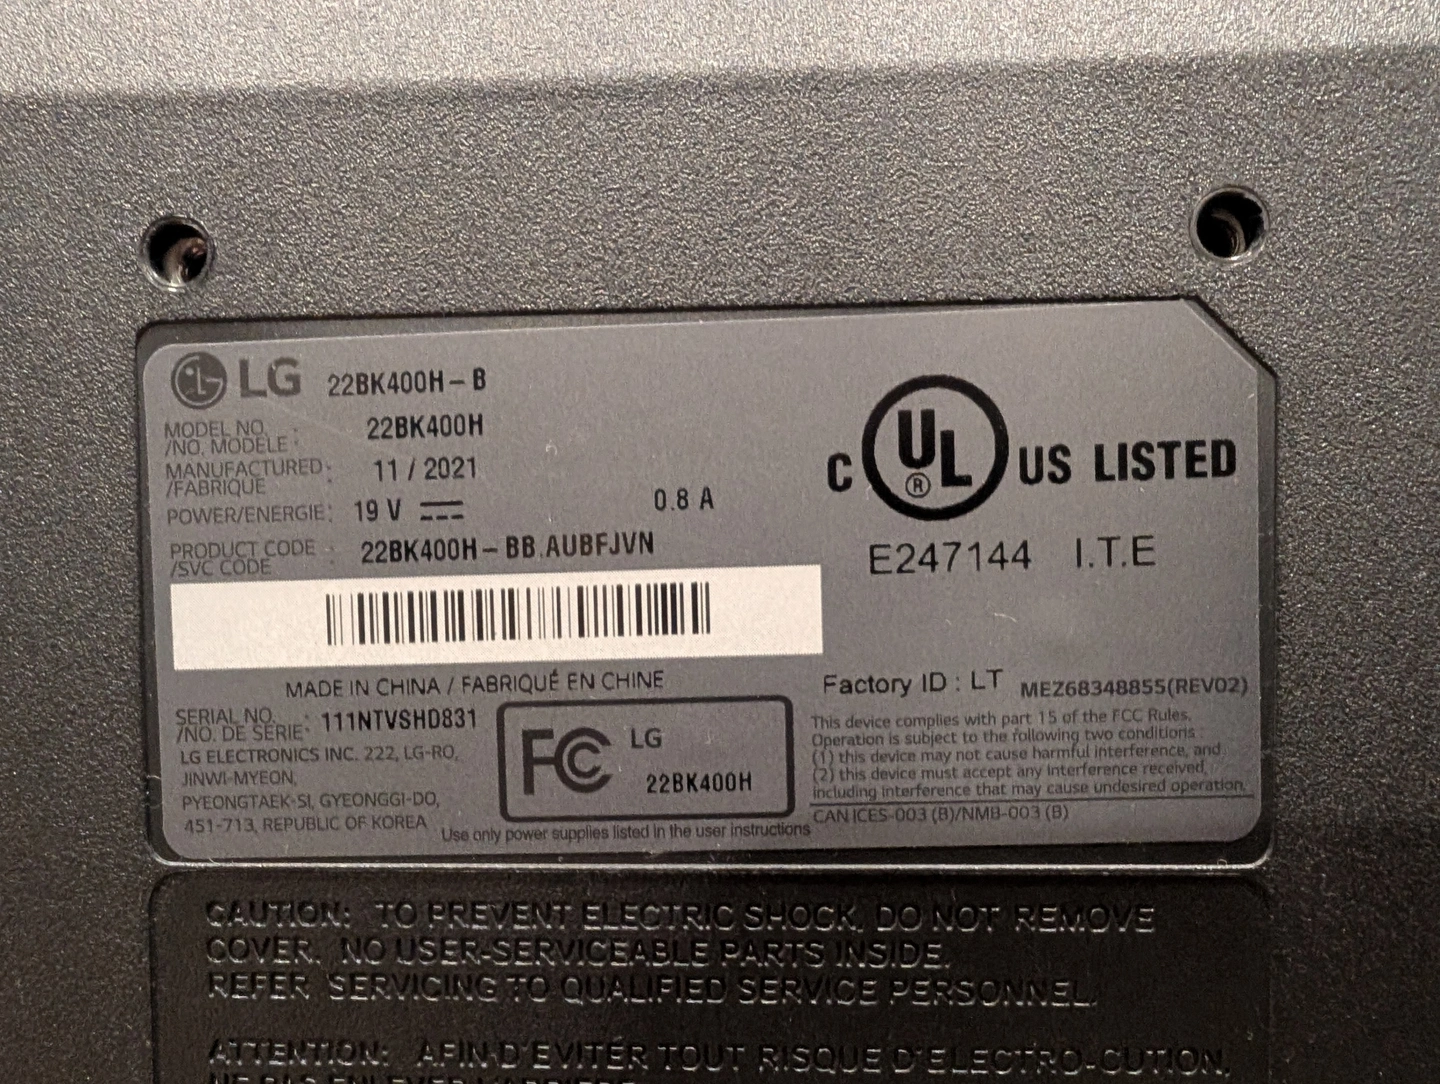 LG 22BK400H-B
MODEL NO. /NO. MODÈLE : 22BK400H
MANUFACTURED /FABRIQUÉ : 11 / 2021
POWER/ENERGIE: 19 V 0.8 A
PRODUCT CODE /SVC CODE : 22BK400H-BB.AUBFJVN
MADE IN CHINA / FABRIQUÉ EN CHINE
SERIAL NO. /NO. DE SÉRIE : 111NTVSHD831
LG ELECTRONICS INC. 222, LG-RO,
JINWI-MYEON,
PYEONGTAEK-SI, GYEONGGI-DO,
451-713, REPUBLIC OF KOREA
FC LG
22BK400H
Use only power supplies listed in the user instructions
C UL ® US LISTED
E247144 I.T.E
Factory ID : LT MEZ68348855(REV02)
This device complies with part 15 of the FCC Rules.
Operation is subject to the following two conditions :
(1) this device may not cause harmful interference, and
(2) this device must accept any interference received,
including interference that may cause undesired operation.
CAN ICES-003 (B)/NMB-003 (B)
CAUTION: TO PREVENT ELECTRIC SHOCK, DO NOT REMOVE
COVER. NO USER-SERVICEABLE PARTS INSIDE.
REFER SERVICING TO QUALIFIED SERVICE PERSONNEL.
ATTENTION: AFIN D'EVITER TOUT RISQUE D'ELECTRO-CUTION,